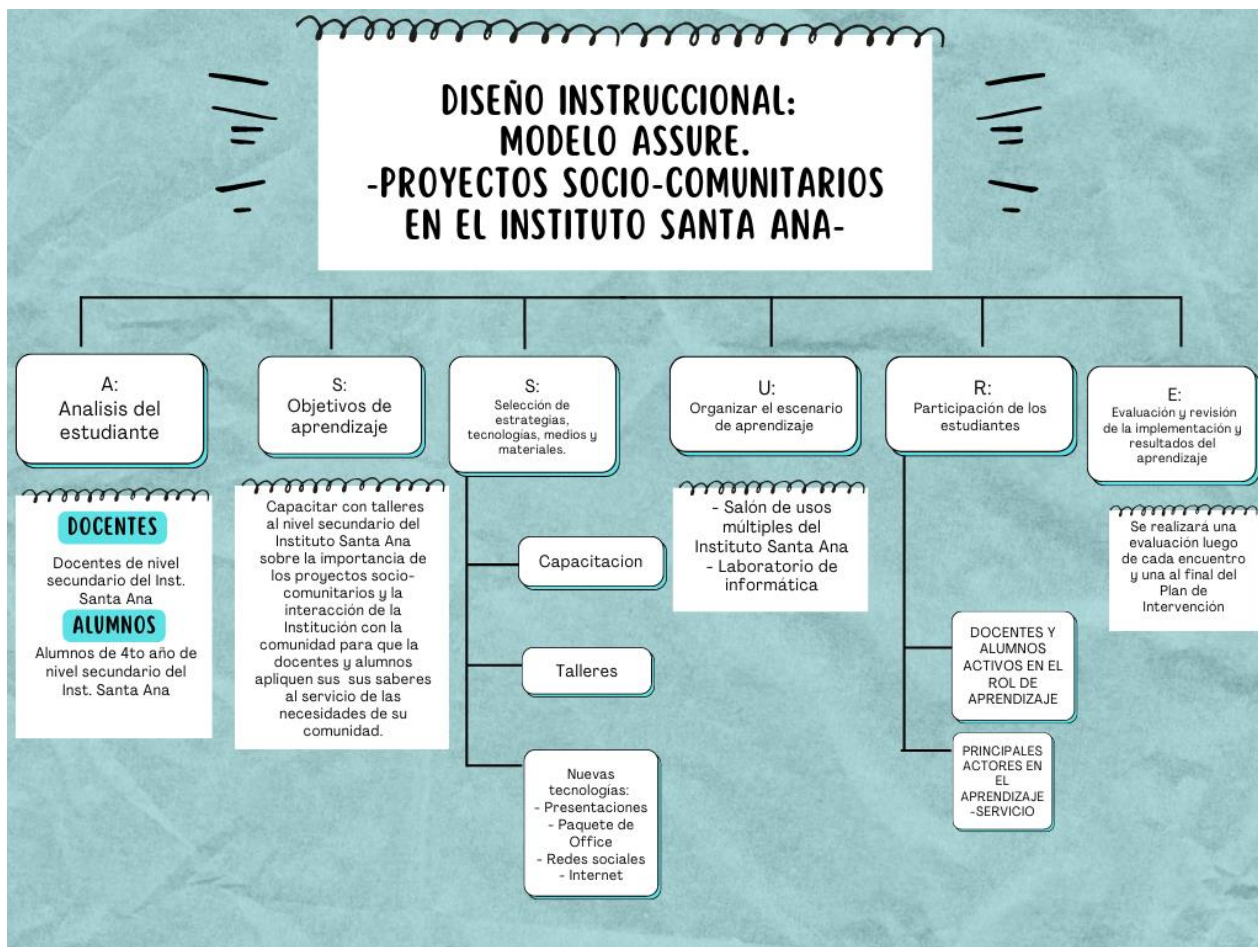 DISEÑO INSTRUCCIONAL:
MODELO ASSURE.
-PROYECTOS SOCIO-COMUNITARIOS
EN EL INSTITUTO SANTA ANA-
A:
Analisis del
estudiante
DOCENTES
Docentes de nivel
secundario del Inst.
Santa Ana
ALUMNOS
Alumnos de 4to año de
nivel secundario del
Inst. Santa Ana
S:
Objetivos de
aprendizaje
Capacitar con talleres
al nivel secundario del
Instituto Santa Ana
sobre la importancia de
los proyectos socio-
comunitarios y la
interacción de la
Institución con la
comunidad para que la
docentes y alumnos
apliquen sus  sus saberes
al servicio de las
necesidades de su
comunidad.
S:
Selección de
estrategias,
tecnologías, medios y
materiales.
Capacitacion
Talleres
Nuevas
tecnologías:
- Presentaciones
- Paquete de
Office
- Redes sociales
- Internet
U:
Organizar el escenario
de aprendizaje
- Salón de usos
múltiples del
Instituto Santa Ana
- Laboratorio de
informática
R:
Participación de los
estudiantes
DOCENTES Y
ALUMNOS
ACTIVOS EN EL
ROL DE
APRENDIZAJE
PRINCIPALES
ACTORES EN
EL
APRENDIZAJE
-SERVICIO
E:
Evaluación y revisión
de la implementación y
resultados del
aprendizaje
Se realizará una
evaluación luego
de cada encuentro
y una al final del
Plan de
Intervención